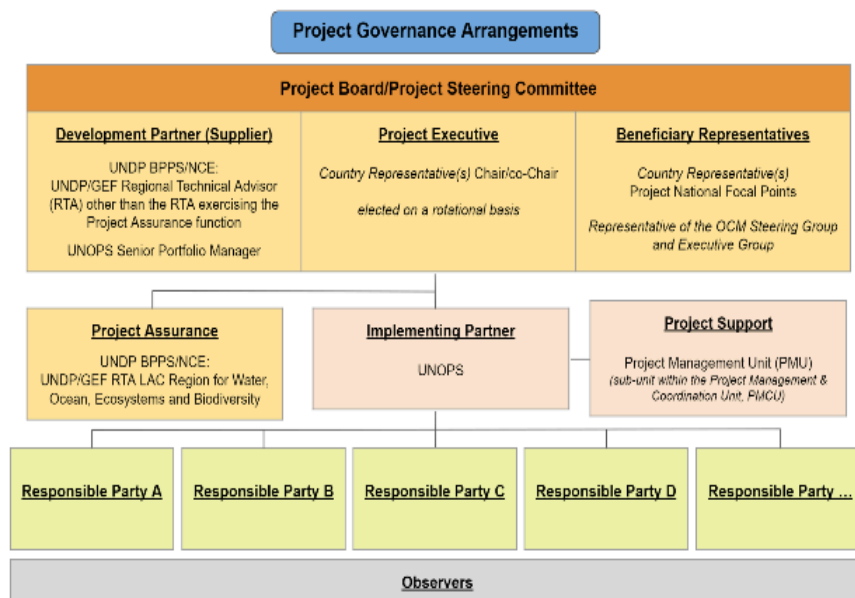 Project Governance Arrangements
Project Board/Project Steering Committee
Development Partner (Supplier)
UNDP BPPS/NCE:
UNDP/GEF Regional Technical Advisor
(RTA) other than the RTA exercising the
Project Assurance function
UNOPS Senior Portfolio Manager
Project Executive
Country Representative(s) Chair/co-Chair
elected on a rotational basis
Beneficiary Representatives
Country Representative(s)
Project National Focal Points
Representative of the OCM Steering Group
and Executive Group
Project Assurance
UNDP BPPS/NCE:
UNDP/GEF RTA LAC Region for Water,
Ocean, Ecosystems and Biodiversity
Implementing Partner
UNOPS
Project Support
Project Management Unit (PMU)
(sub-unit within the Project Management &
Coordination Unit, PMCU)
Responsible Party A
Responsible Party B
Responsible Party C
Responsible Party D
Responsible Party ...
Observers